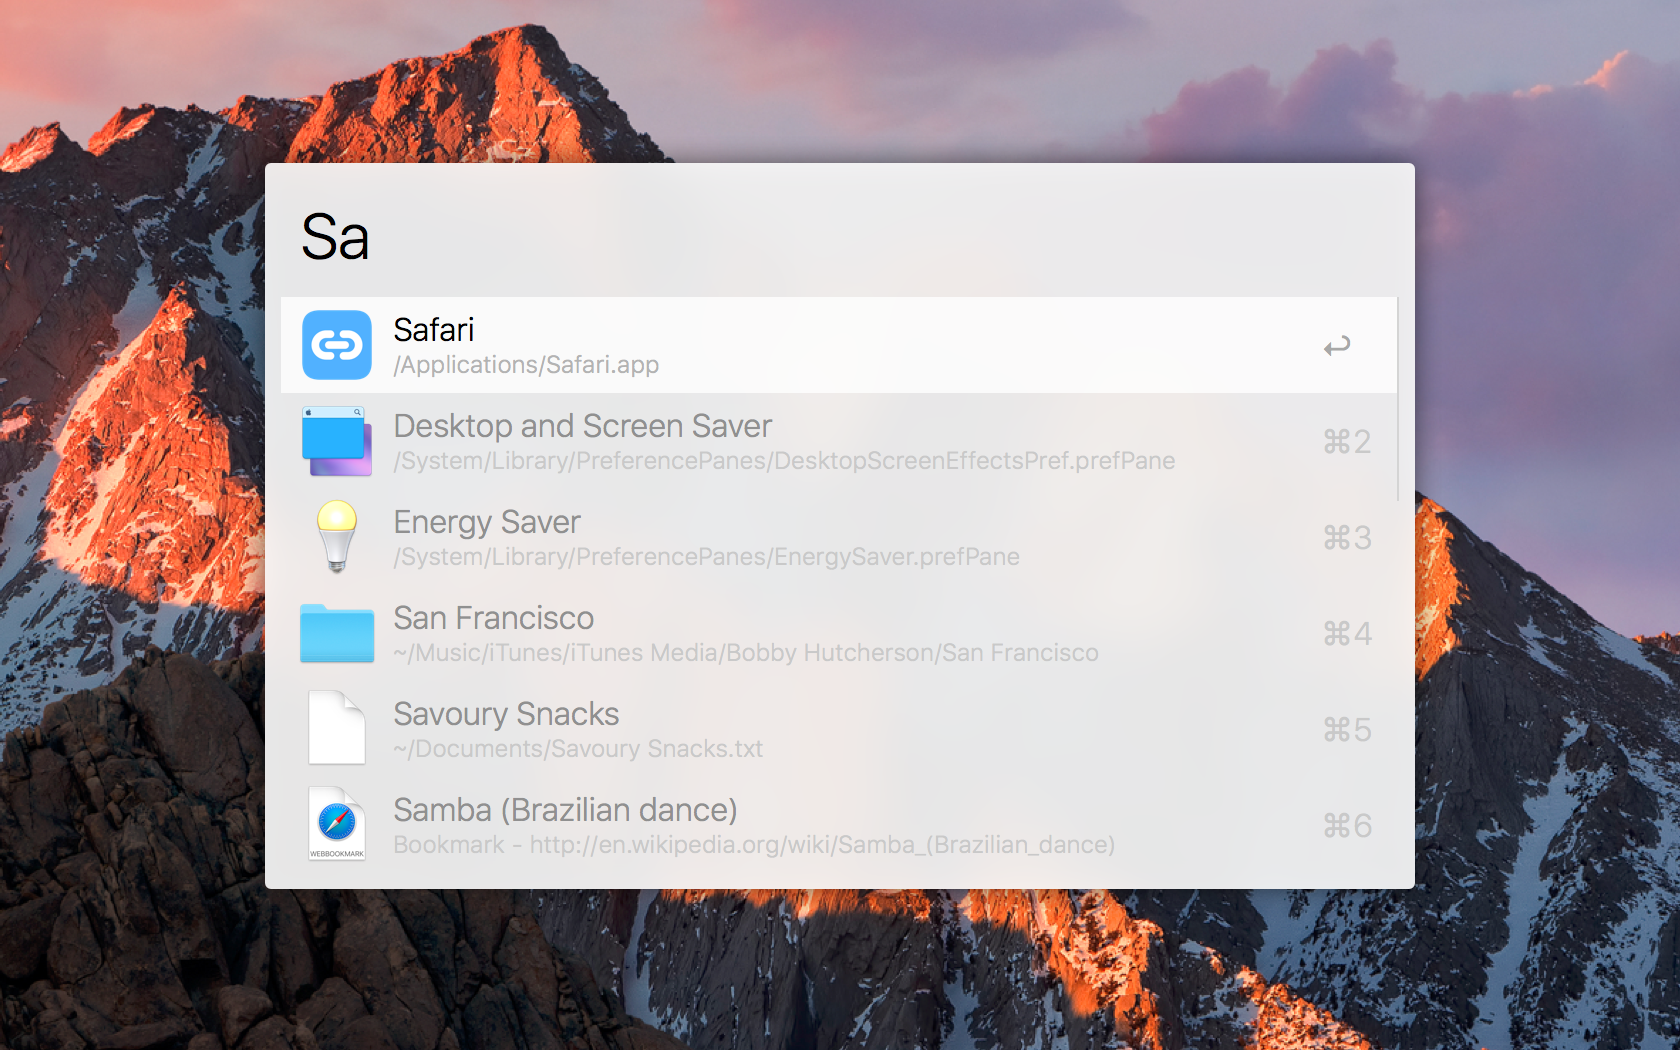 Sa
Safari
/Applications/Safari.app
↩
Desktop and Screen Saver
/System/Library/PreferencePanes/DesktopScreenEffectsPref.prefPane
⌘2
Energy Saver
/System/Library/PreferencePanes/EnergySaver.prefPane
⌘3
San Francisco
~/Music/iTunes/iTunes Media/Bobby Hutcherson/San Francisco
⌘4
Savoury Snacks
~/Documents/Savoury Snacks.txt
⌘5
Samba (Brazilian dance)
Bookmark - http://en.wikipedia.org/wiki/Samba_(Brazilian_dance)
⌘6
WEBBOOKMARK